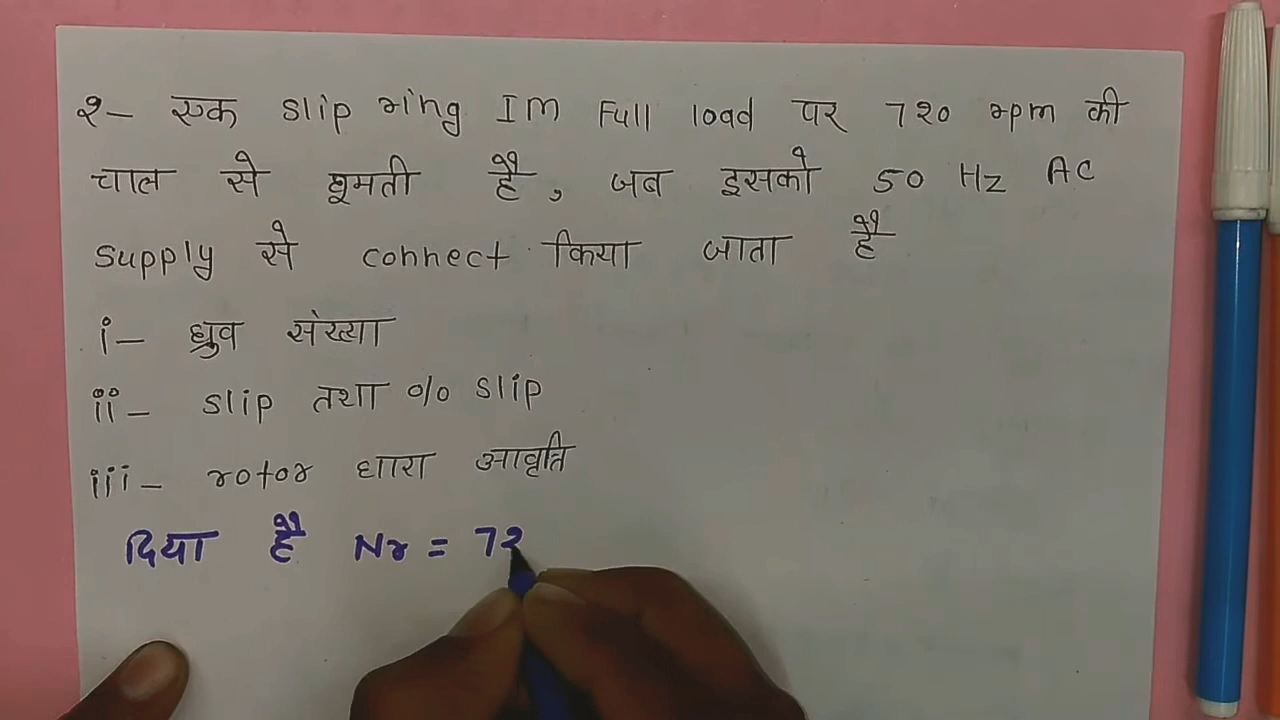 २- एक slip ring IM Full load पर 720 rpm की
चाल से घूमती है, जब इसको 50 Hz AC
supply से connect किया जाता है
i- ध्रुव संख्या
ii- slip तथा % slip
iii- rotor धारा आवृति
दिया है Nr = 72